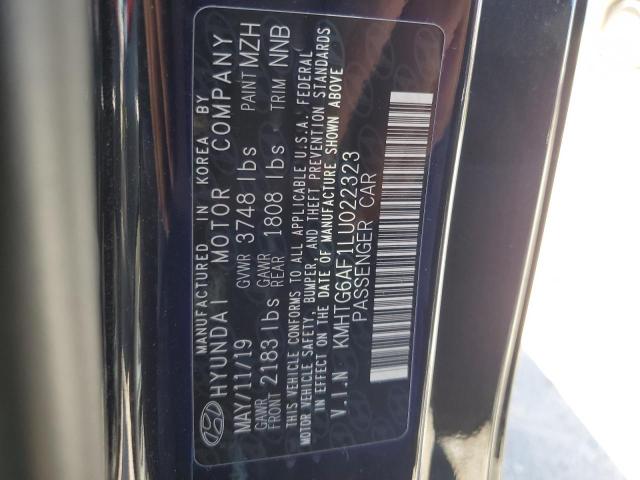 MANUFACTURED IN KOREA BY
HYUNDAI MOTOR COMPANY
MAY/11/19 GVWR 3748 lbs PAINT MZH
GAWR FRONT 2183 lbs GAWR REAR 1808 lbs TRIM NNB
THIS VEHICLE CONFORMS TO ALL APPLICABLE U.S.A. FEDERAL
MOTOR VEHICLE SAFETY, BUMPER, AND THEFT PREVENTION STANDARDS
IN EFFECT ON THE DATE OF MANUFACTURE SHOWN ABOVE
V.I.N KMHTG6AF1LU022323
PASSENGER CAR